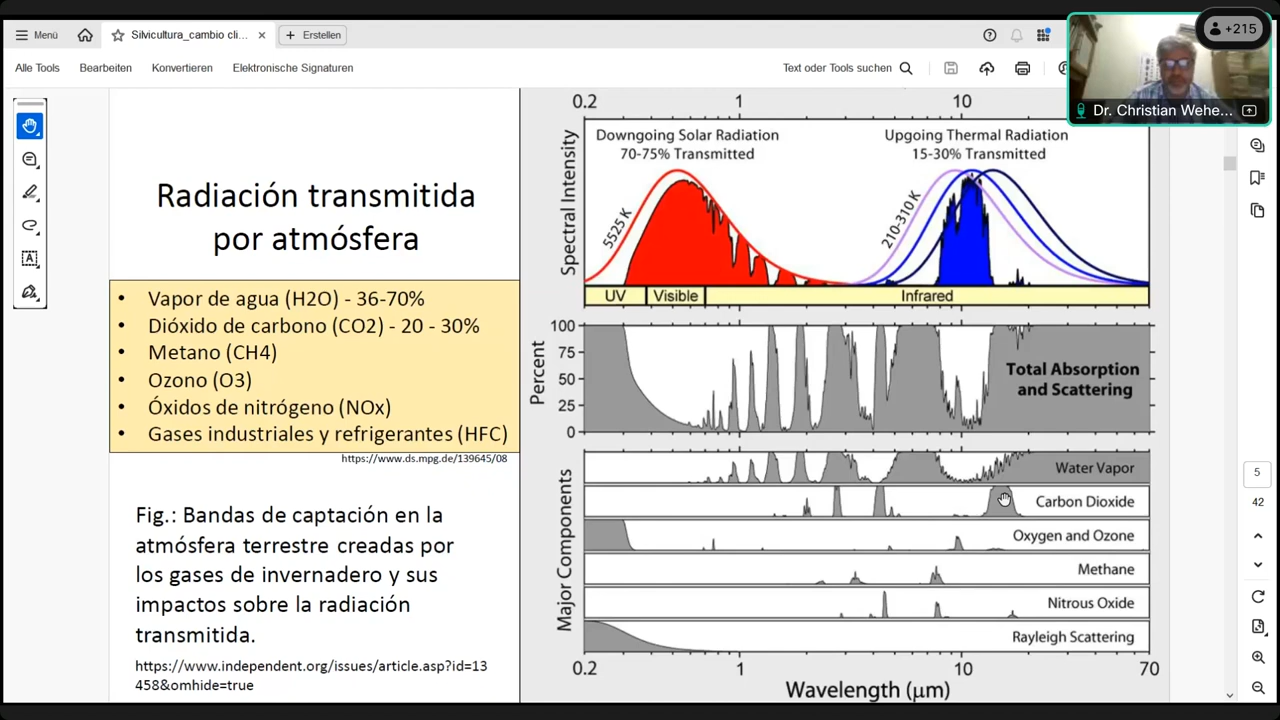 Menü
Silvicultura_cambio cli...
Erstellen
+215
Alle Tools
Bearbeiten
Konvertieren
Elektronische Signaturen
Text oder Tools suchen
Dr. Christian Wehe...
Radiación transmitida
por atmósfera
• Vapor de agua (H2O) - 36-70%
• Dióxido de carbono (CO2) - 20 - 30%
• Metano (CH4)
• Ozono (O3)
• Óxidos de nitrógeno (NOx)
• Gases industriales y refrigerantes (HFC)
https://www.ds.mpg.de/139645/08
Fig.: Bandas de captación en la
atmósfera terrestre creadas por
los gases de invernadero y sus
impactos sobre la radiación
transmitida.
https://www.independent.org/issues/article.asp?id=13
458&omhide=true
0.2 1 10
Spectral Intensity
Downgoing Solar Radiation
70-75% Transmitted
Upgoing Thermal Radiation
15-30% Transmitted
5525 K
210-310 K
UV Visible Infrared
Percent
100
75
50
25
0
Total Absorption
and Scattering
Major Components
Water Vapor
Carbon Dioxide
Oxygen and Ozone
Methane
Nitrous Oxide
Rayleigh Scattering
0.2 1 10 70
Wavelength (μm)
5
42